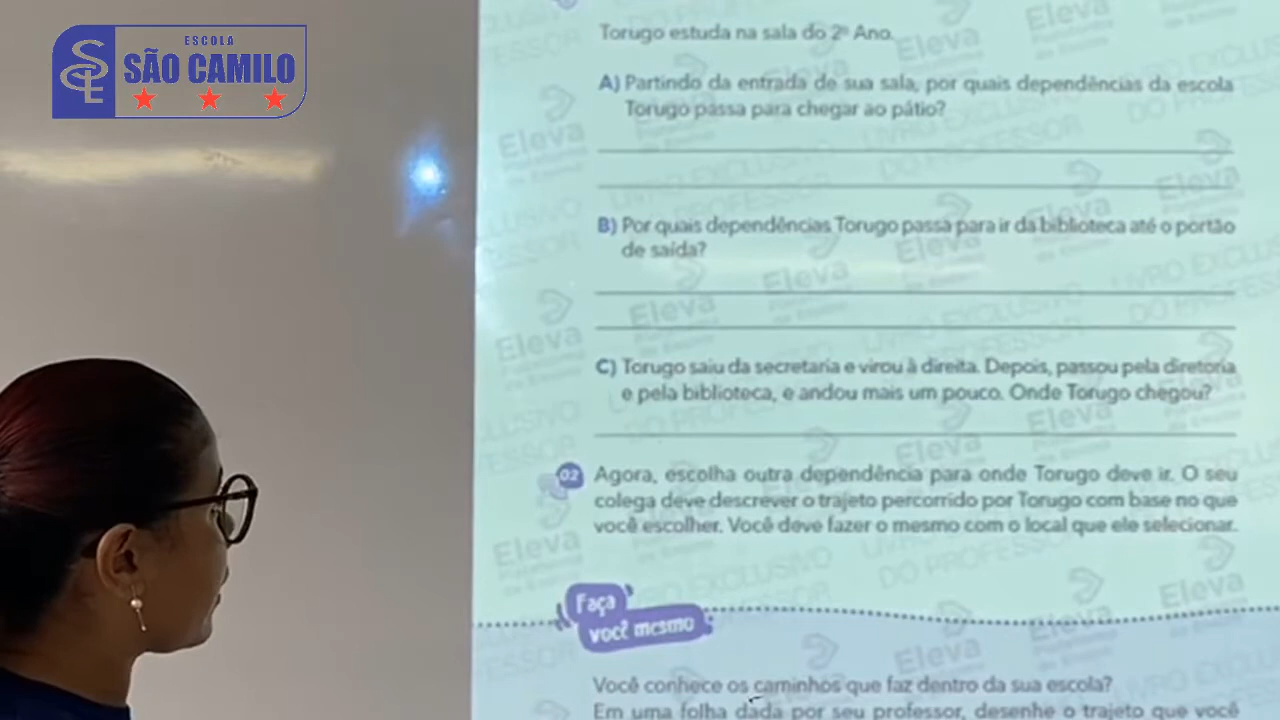 ESCOLA
SÃO CAMILO
Torugo estuda na sala do 2º Ano.
A) Partindo da entrada de sua sala, por quais dependências da escola
Torugo passa para chegar ao pátio?
B) Por quais dependências Torugo passa para ir da biblioteca até o portão
de saída?
C) Torugo saiu da secretaria e virou à direita. Depois, passou pela diretoria
e pela biblioteca, e andou mais um pouco. Onde Torugo chegou?
02 Agora, escolha outra dependência para onde Torugo deve ir. O seu
colega deve descrever o trajeto percorrido por Torugo com base no que
você escolher. Você deve fazer o mesmo com o local que ele selecionar.
Faça
você mesmo
Você conhece os caminhos que faz dentro da sua escola?
Em uma folha dada por seu professor, desenhe o trajeto que você